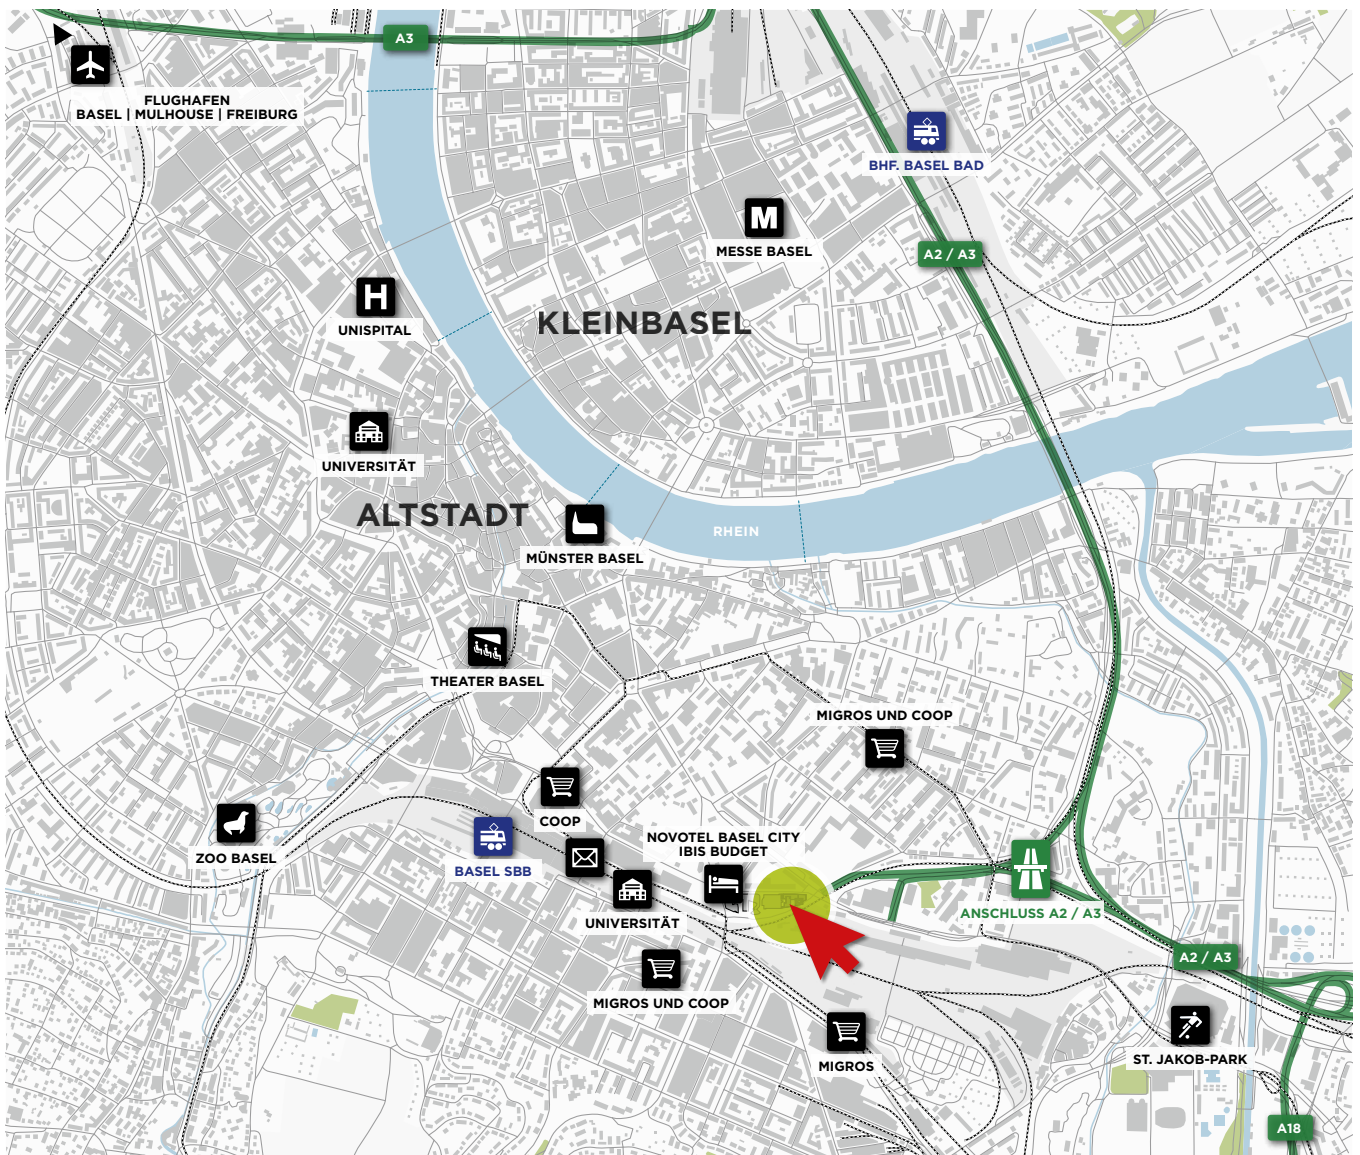 A3
FLUGHAFEN
BASEL | MULHOUSE | FREIBURG
BHF. BASEL BAD
M
MESSE BASEL
A2 / A3
H
UNISPITAL
KLEINBASEL
UNIVERSITÄT
ALTSTADT
RHEIN
MÜNSTER BASEL
THEATER BASEL
MIGROS UND COOP
COOP
NOVOTEL BASEL CITY
IBIS BUDGET
ZOO BASEL
BASEL SBB
UNIVERSITÄT
ANSCHLUSS A2 / A3
A2 / A3
MIGROS UND COOP
MIGROS
ST. JAKOB-PARK
A18